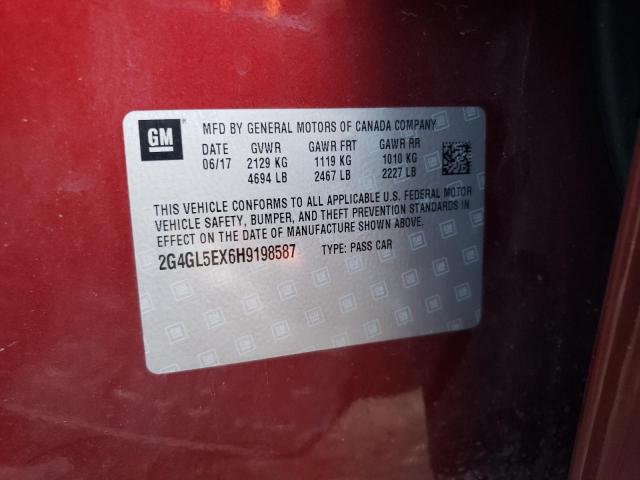 GM
MFD BY GENERAL MOTORS OF CANADA COMPANY
DATE GVWR GAWR FRT GAWR RR
06/17 2129 KG 1119 KG 1010 KG
4694 LB 2467 LB 2227 LB
THIS VEHICLE CONFORMS TO ALL APPLICABLE U.S. FEDERAL MOTOR
VEHICLE SAFETY, BUMPER, AND THEFT PREVENTION STANDARDS IN
EFFECT ON THE DATE OF MANUFACTURE SHOWN ABOVE.
2G4GL5EX6H9198587 TYPE: PASS CAR